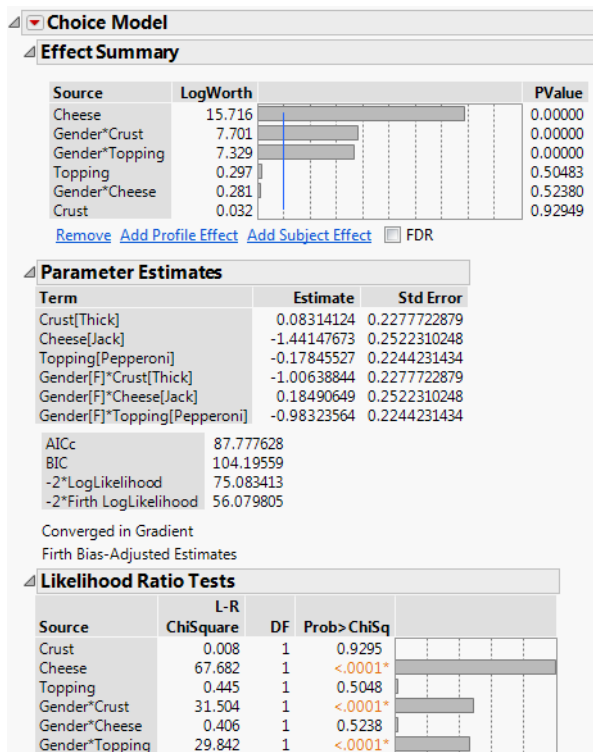 Choice Model
Effect Summary
Source LogWorth PValue
Cheese 15.716 0.00000
Gender*Crust 7.701 0.00000
Gender*Topping 7.329 0.00000
Topping 0.297 0.50483
Gender*Cheese 0.281 0.52380
Crust 0.032 0.92949
Remove Add Profile Effect Add Subject Effect FDR
Parameter Estimates
Term Estimate Std Error
Crust[Thick] 0.08314124 0.2277722879
Cheese[Jack] -1.44147673 0.2522310248
Topping[Pepperoni] -0.17845527 0.2244231434
Gender[F]*Crust[Thick] -1.00638844 0.2277722879
Gender[F]*Cheese[Jack] 0.18490649 0.2522310248
Gender[F]*Topping[Pepperoni] -0.98323564 0.2244231434
AICc 87.777628
BIC 104.19559
-2*LogLikelihood 75.083413
-2*Firth LogLikelihood 56.079805
Converged in Gradient
Firth Bias-Adjusted Estimates
Likelihood Ratio Tests
L-R
Source ChiSquare DF Prob>ChiSq
Crust 0.008 1 0.9295
Cheese 67.682 1 <.0001*
Topping 0.445 1 0.5048
Gender*Crust 31.504 1 <.0001*
Gender*Cheese 0.406 1 0.5238
Gender*Topping 29.842 1 <.0001*